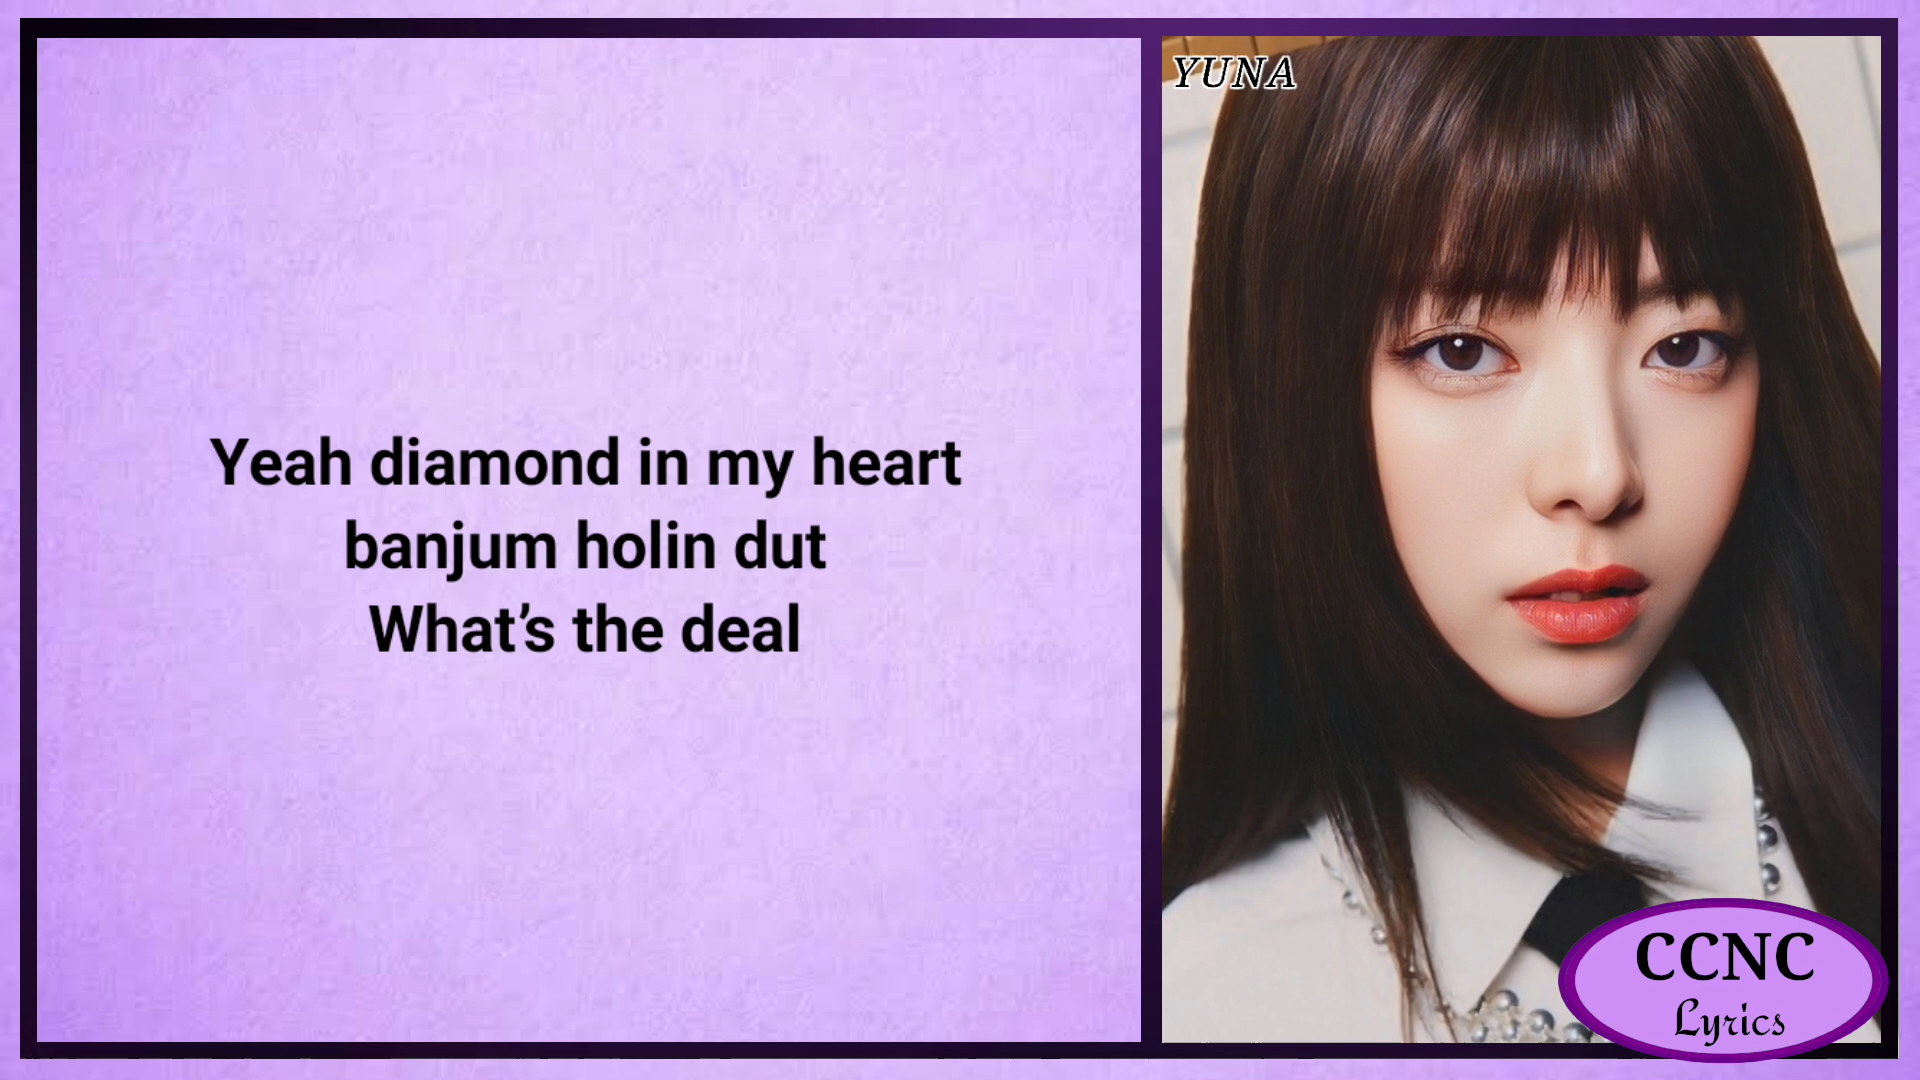 Yeah diamond in my heart
banjum holin dut
What’s the deal
YUNA
CCNC
Lyrics